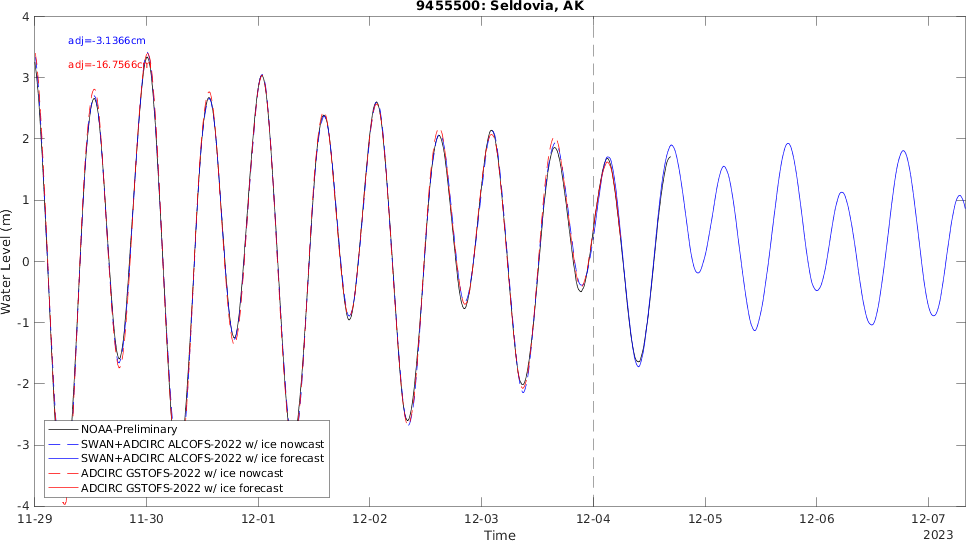 9455500: Seldovia, AK
adj=-3.1366cm
adj=-16.7566cm
Water Level (m)
4
3
2
1
0
-1
-2
-3
-4
NOAA-Preliminary
SWAN+ADCIRC ALCOFS-2022 w/ ice nowcast
SWAN+ADCIRC ALCOFS-2022 w/ ice forecast
ADCIRC GSTOFS-2022 w/ ice nowcast
ADCIRC GSTOFS-2022 w/ ice forecast
11-29 11-30 12-01 12-02 12-03 12-04 12-05 12-06 12-07
Time
2023